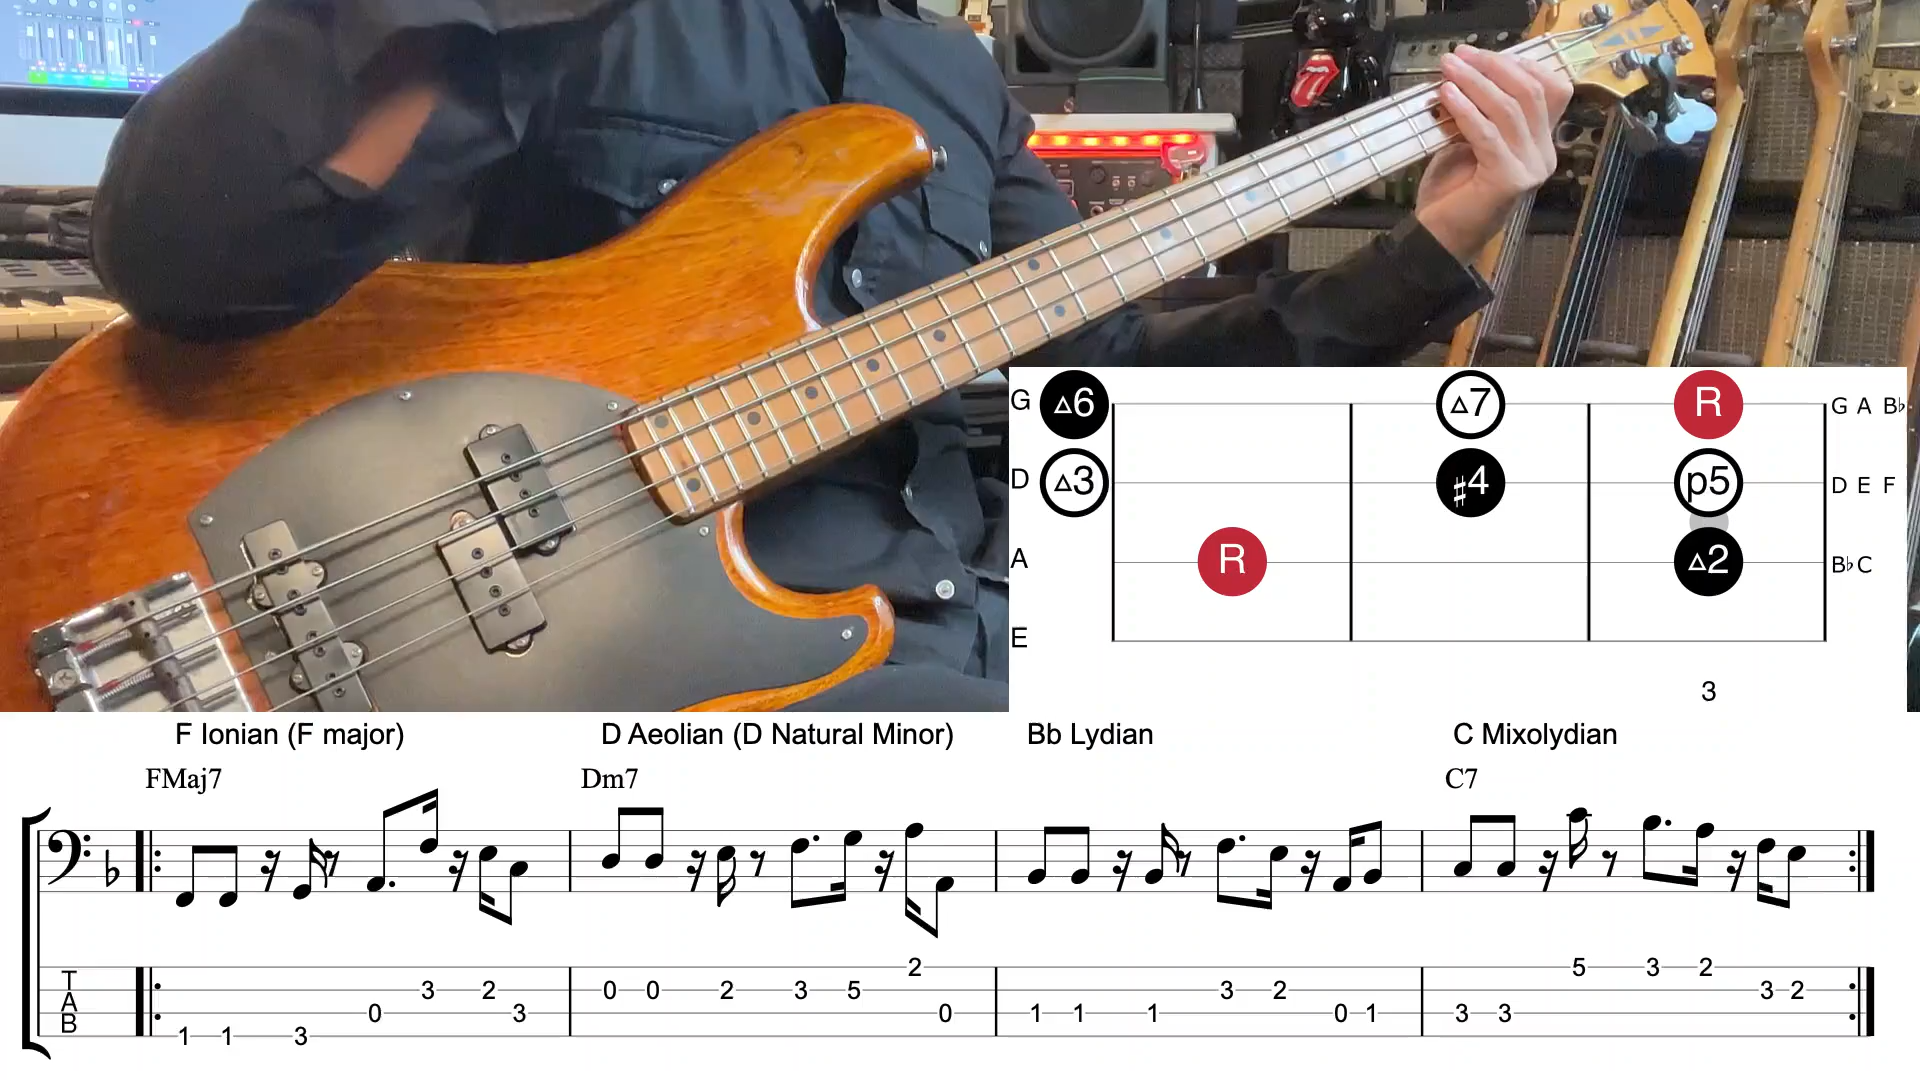 G △6 △7 R G A B♭
D △3 ♯4 p5 D E F
A R △2 B♭ C
E
3
F Ionian (F major) D Aeolian (D Natural Minor) Bb Lydian C Mixolydian
FMaj7 Dm7 Bb C7
T
A
B
2 5 3 2
3 2 0 0 2 3 5 3 2 3 2
0 3 0 1 1 1 0 1 3 3
1 1 3